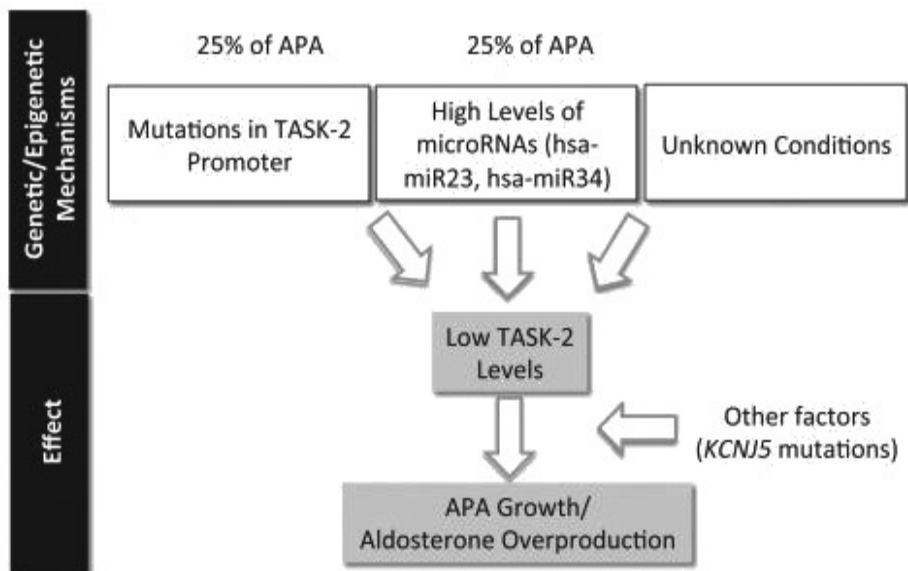 Genetic/Epigenetic
Mechanisms
25% of APA
25% of APA
Mutations in TASK-2
Promoter
High Levels of
microRNAs (hsa-
miR23, hsa-miR34)
Unknown Conditions
Effect
Low TASK-2
Levels
Other factors
(KCNJ5 mutations)
APA Growth/
Aldosterone Overproduction